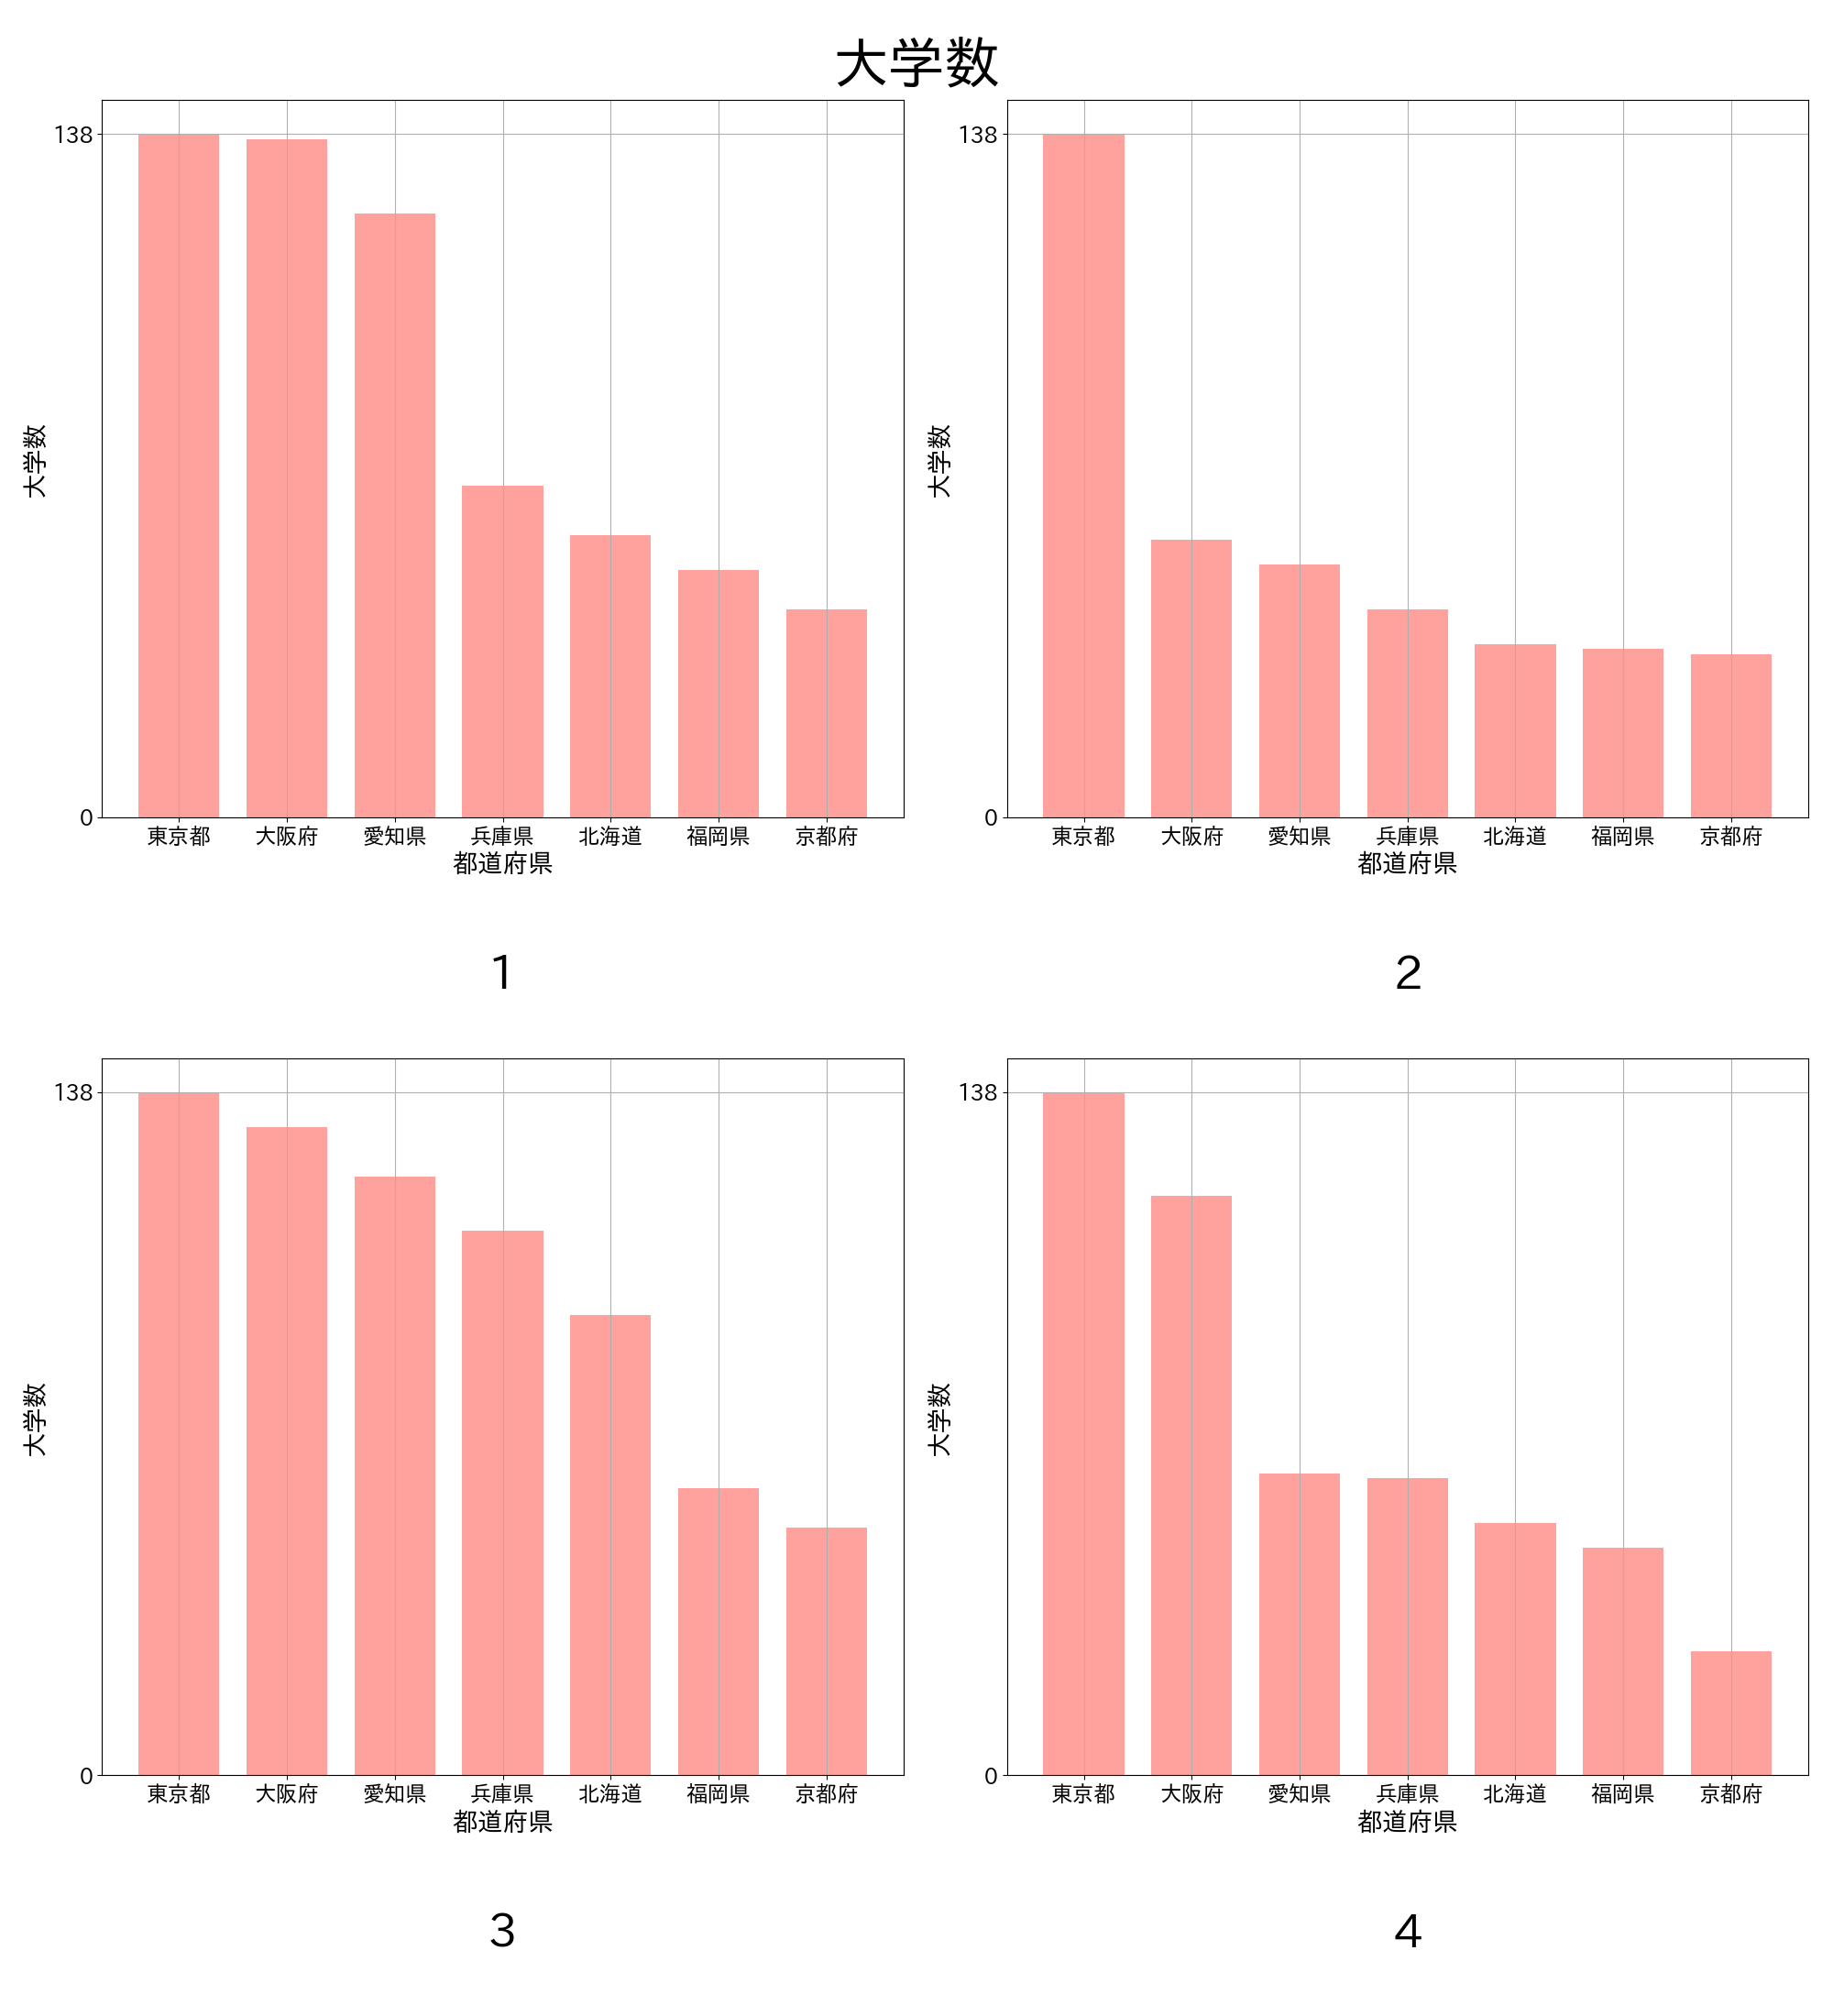 大学数
138
0
大学数
東京都 大阪府 愛知県 兵庫県 北海道 福岡県 京都府
都道府県
1
138
0
大学数
東京都 大阪府 愛知県 兵庫県 北海道 福岡県 京都府
都道府県
2
138
0
大学数
東京都 大阪府 愛知県 兵庫県 北海道 福岡県 京都府
都道府県
3
138
0
大学数
東京都 大阪府 愛知県 兵庫県 北海道 福岡県 京都府
都道府県
4